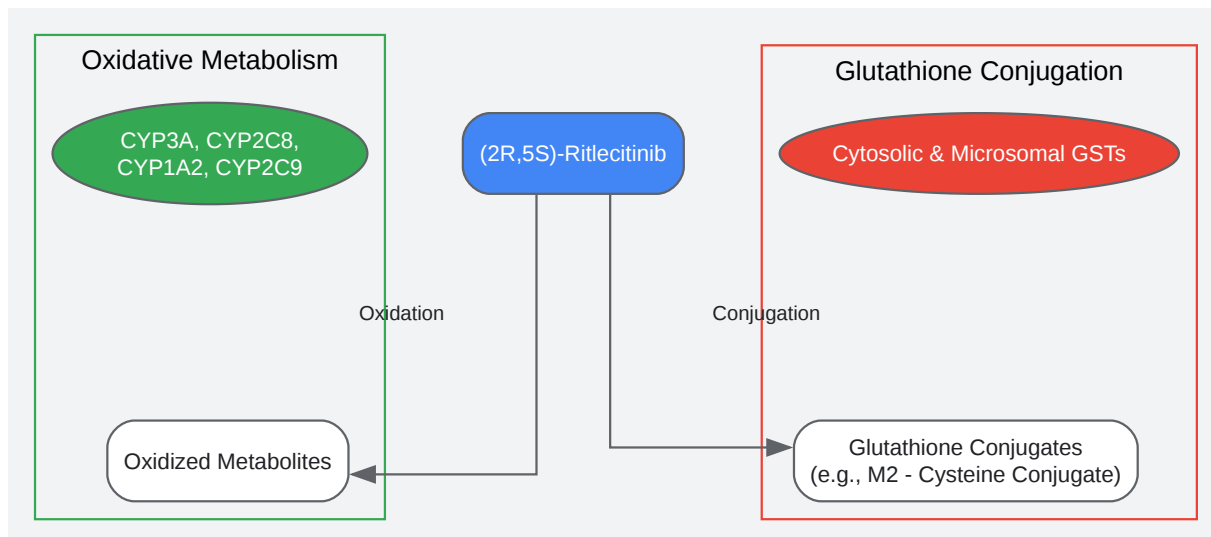 Oxidative Metabolism
CYP3A, CYP2C8,
CYP1A2, CYP2C9
(2R,5S)-Ritlecitinib
Glutathione Conjugation
Cytosolic & Microsomal GSTs
Oxidation
Conjugation
Oxidized Metabolites
Glutathione Conjugates
(e.g., M2 - Cysteine Conjugate)